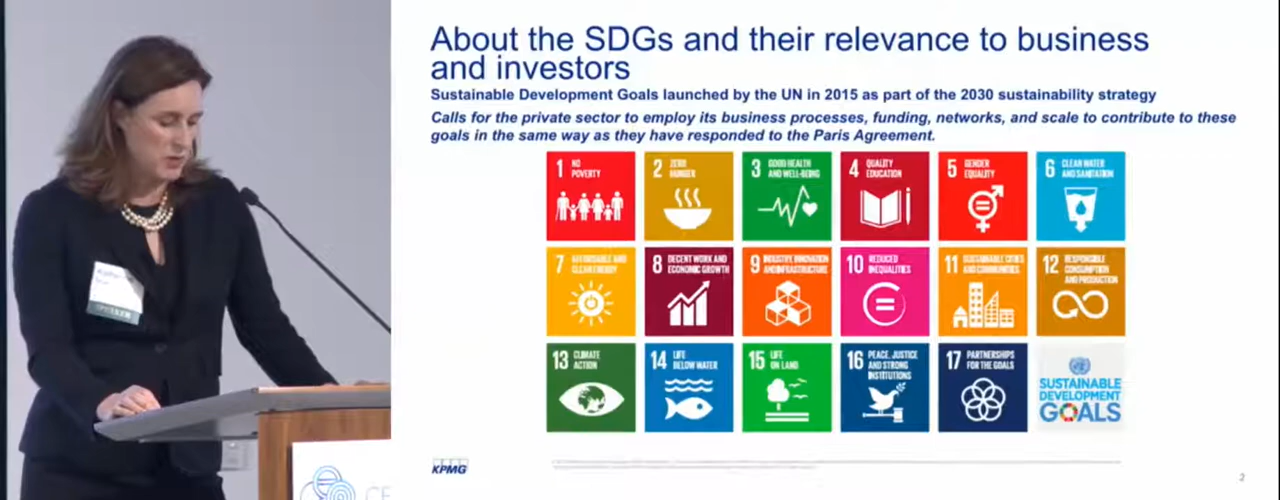 About the SDGs and their relevance to business
and investors
Sustainable Development Goals launched by the UN in 2015 as part of the 2030 sustainability strategy
Calls for the private sector to employ its business processes, funding, networks, and scale to contribute to these
goals in the same way as they have responded to the Paris Agreement.
1 NO
POVERTY
2 ZERO
HUNGER
3 GOOD HEALTH
AND WELL-BEING
4 QUALITY
EDUCATION
5 GENDER
EQUALITY
6 CLEAN WATER
AND SANITATION
7 AFFORDABLE AND
CLEAN ENERGY
8 DECENT WORK AND
ECONOMIC GROWTH
9 INDUSTRY, INNOVATION
AND INFRASTRUCTURE
10 REDUCED
INEQUALITIES
11 SUSTAINABLE CITIES
AND COMMUNITIES
12 RESPONSIBLE
CONSUMPTION
AND PRODUCTION
13 CLIMATE
ACTION
14 LIFE
BELOW WATER
15 LIFE
ON LAND
16 PEACE, JUSTICE
AND STRONG
INSTITUTIONS
17 PARTNERSHIPS
FOR THE GOALS
SUSTAINABLE
DEVELOPMENT
GOALS
KPMG
2
SPEAKER
CE